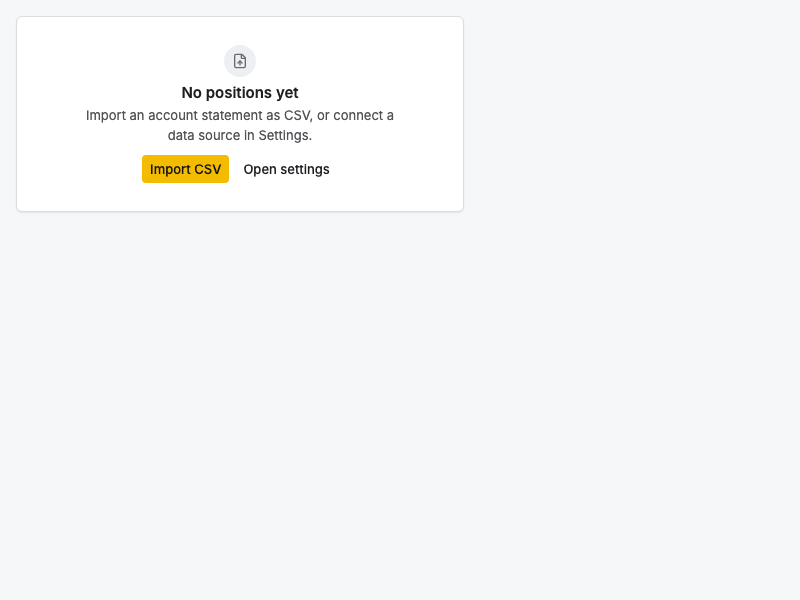 No positions yet
Import an account statement as CSV, or connect a
data source in Settings.
Import CSV
Open settings